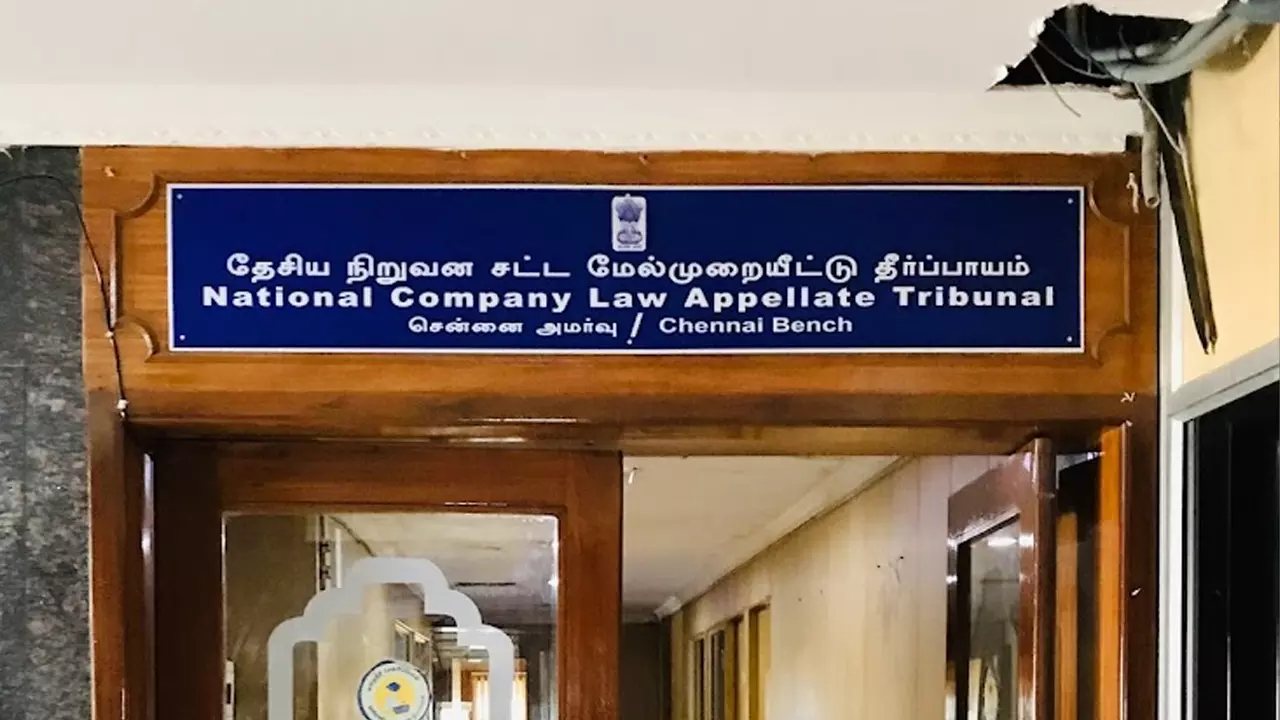 தேசிய நிறுவன சட்ட மேல்முறையீட்டு தீர்ப்பாயம்
National Company Law Appellate Tribunal
சென்னை அமர்வு / Chennai Bench